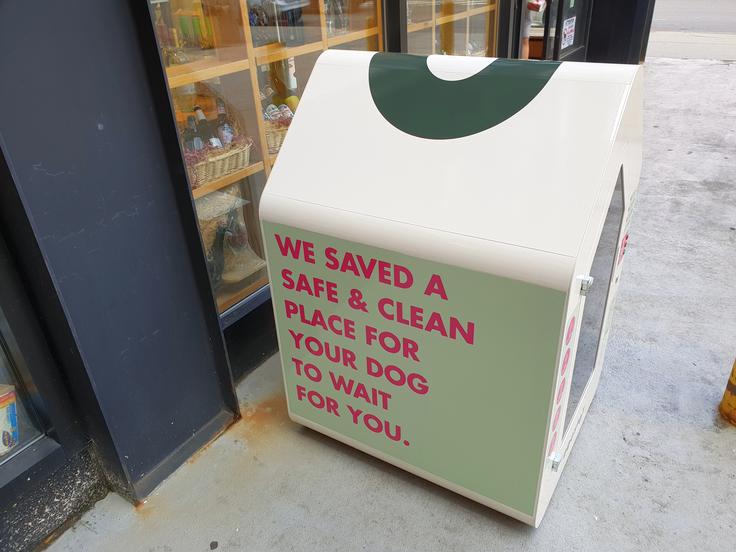 WE SAVED A
SAFE & CLEAN
PLACE FOR
YOUR DOG
TO WAIT
FOR YOU.